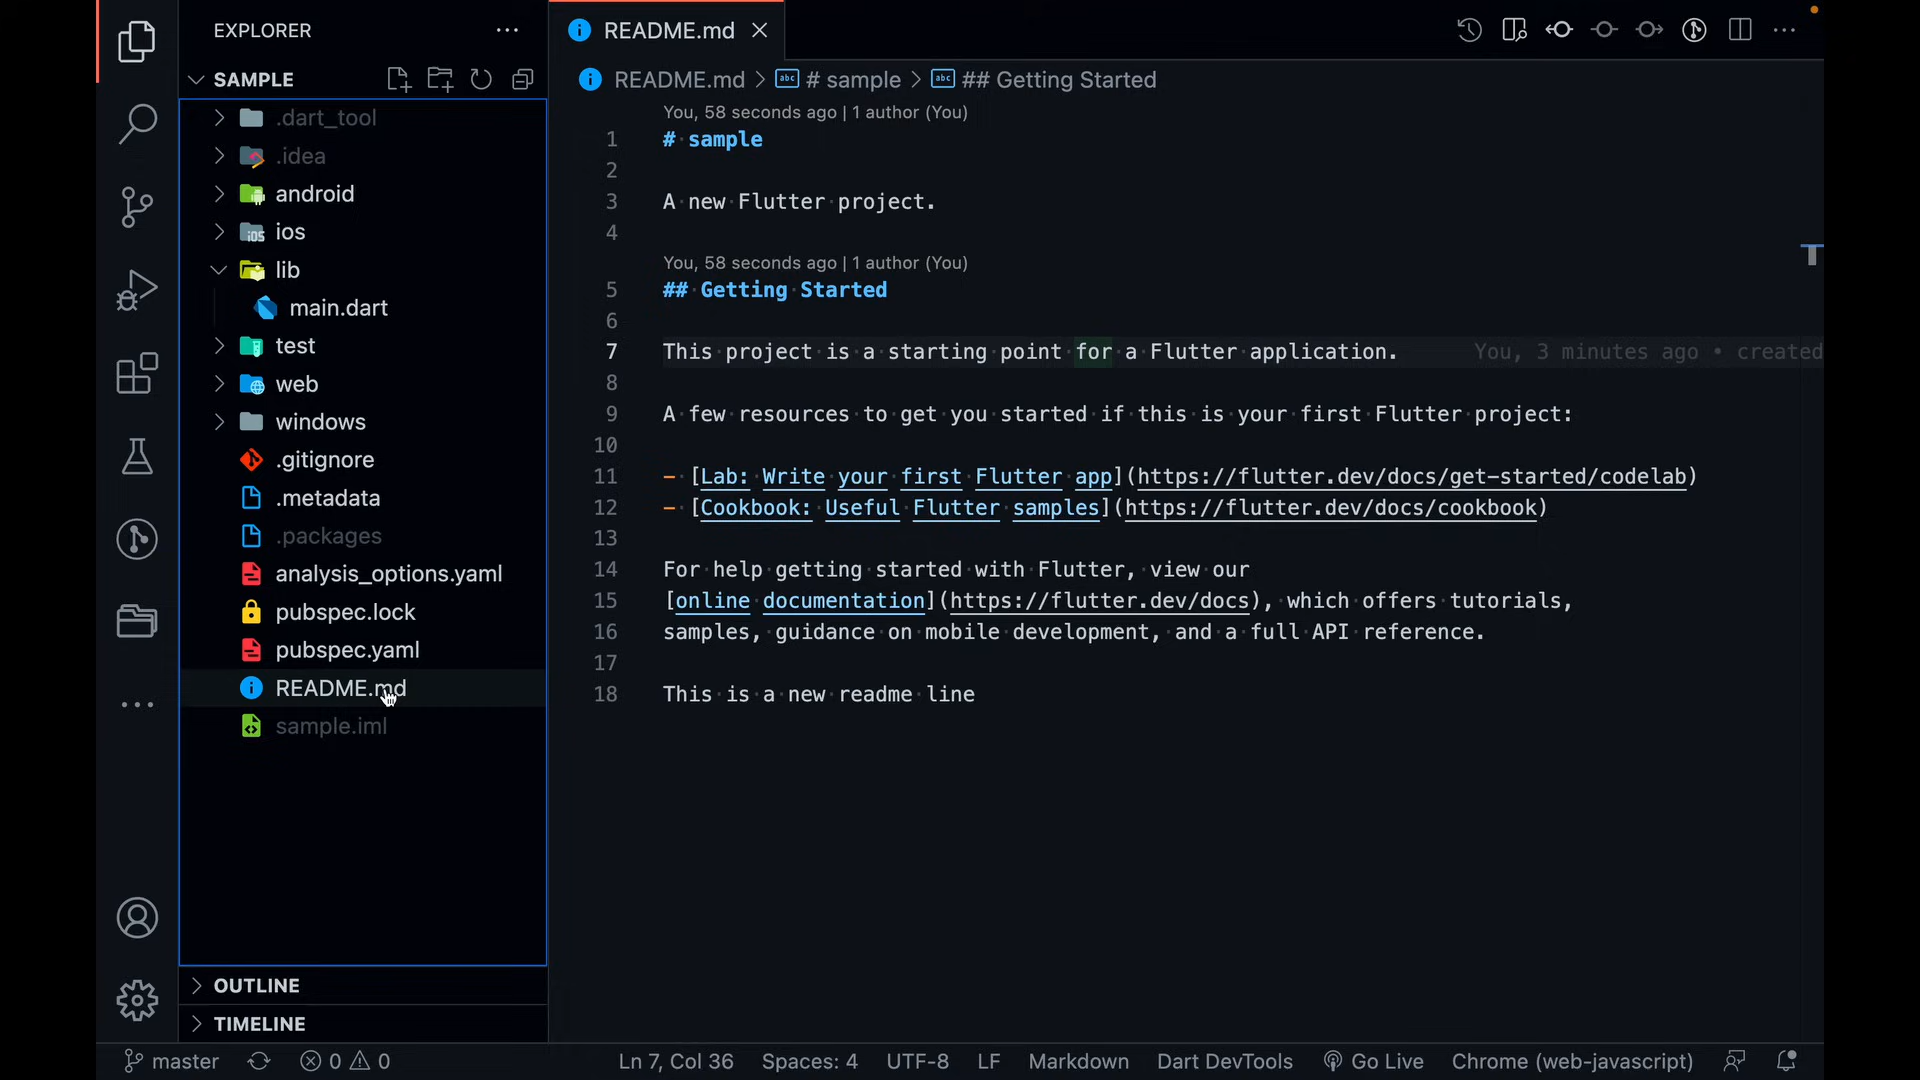 EXPLORER
SAMPLE
.dart_tool
.idea
android
ios
lib
main.dart
test
web
windows
.gitignore
.metadata
.packages
analysis_options.yaml
pubspec.lock
pubspec.yaml
README.md
sample.iml
OUTLINE
TIMELINE
README.md
README.md > # sample > ## Getting Started
You, 58 seconds ago | 1 author (You)
1 # sample
2
3 A new Flutter project.
4
You, 58 seconds ago | 1 author (You)
5 ## Getting Started
6
7 This project is a starting point for a Flutter application. You, 3 minutes ago • created
8
9 A few resources to get you started if this is your first Flutter project:
10
11 - [Lab: Write your first Flutter app](https://flutter.dev/docs/get-started/codelab)
12 - [Cookbook: Useful Flutter samples](https://flutter.dev/docs/cookbook)
13
14 For help getting started with Flutter, view our
15 [online documentation](https://flutter.dev/docs), which offers tutorials,
16 samples, guidance on mobile development, and a full API reference.
17
18 This is a new readme line
master 0 0 Ln 7, Col 36 Spaces: 4 UTF-8 LF Markdown Dart DevTools Go Live Chrome (web-javascript)